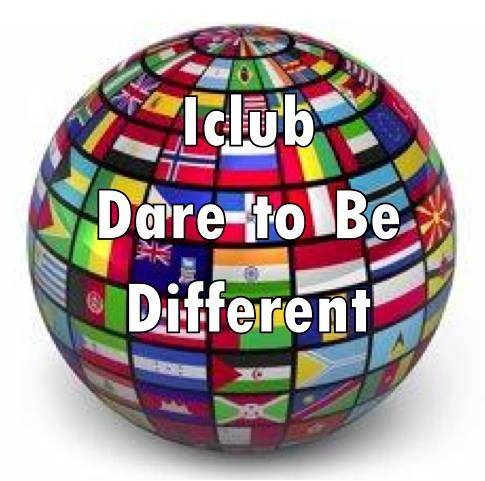 Iclub
Dare to Be
Different